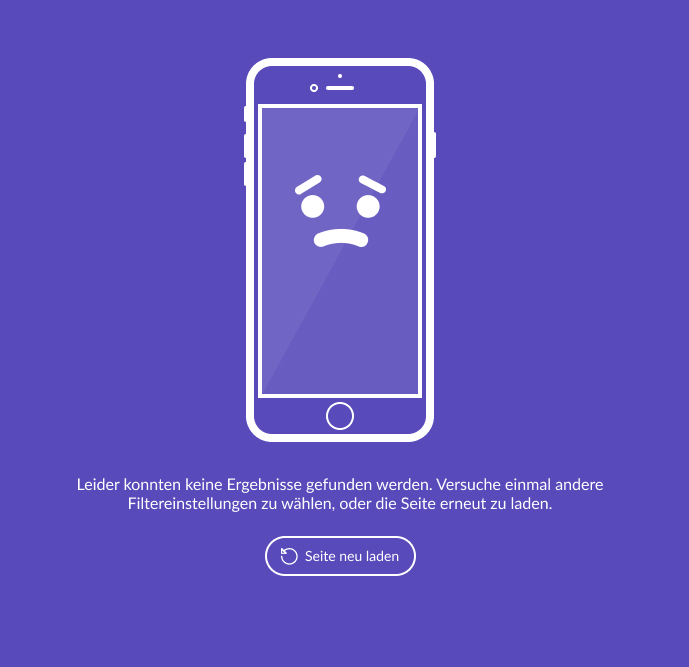 Leider konnten keine Ergebnisse gefunden werden. Versuche einmal andere
Filtereinstellungen zu wählen, oder die Seite erneut zu laden.
Seite neu laden